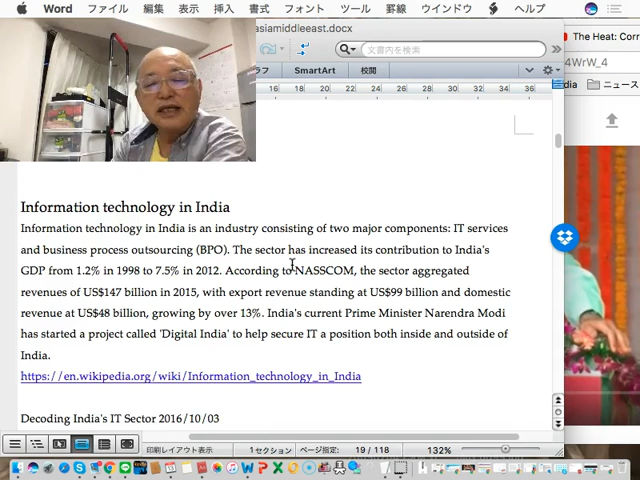 Word ファイル 編集 表示 挿入 書式 フォント ツール 罫線 ウインドウ ヘルプ
asiamiddleeast.docx
The Heat: Corr
文書内を検索
4WrW_4
ラフ SmartArt 校閲
dia ニュース
16 18 20 22 24 26 28 30 32 34 36
Information technology in India
Information technology in India is an industry consisting of two major components: IT services
and business process outsourcing (BPO). The sector has increased its contribution to India's
GDP from 1.2% in 1998 to 7.5% in 2012. According to NASSCOM, the sector aggregated
revenues of US$147 billion in 2015, with export revenue standing at US$99 billion and domestic
revenue at US$48 billion, growing by over 13%. India's current Prime Minister Narendra Modi
has started a project called 'Digital India' to help secure IT a position both inside and outside of
India.
https://en.wikipedia.org/wiki/Information_technology_in_India
Decoding India's IT Sector 2016/10/03
印刷レイアウト表示 1セクション ページ指定: 19 / 118 132%